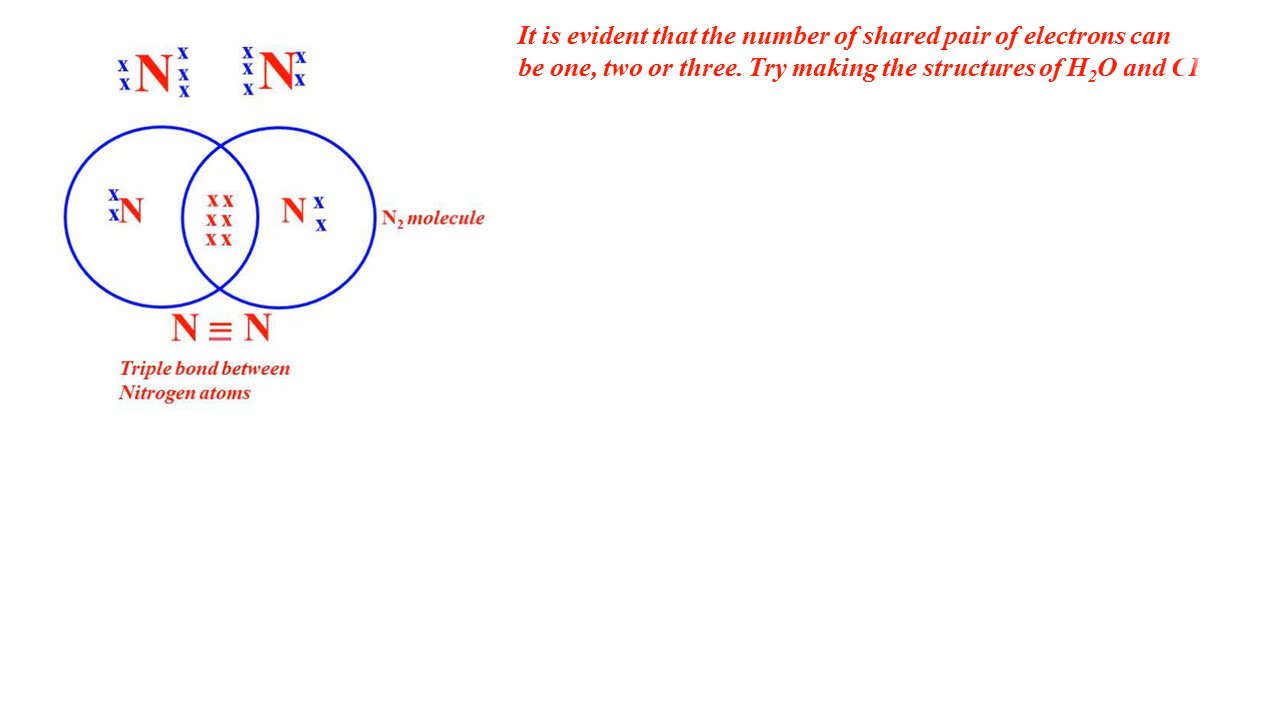 It is evident that the number of shared pair of electrons can
be one, two or three. Try making the structures of H₂O and
x x N x x x
x x x N x x
x x N
x x x x x x
N x x
N₂ molecule
N ≡ N
Triple bond between
Nitrogen atoms